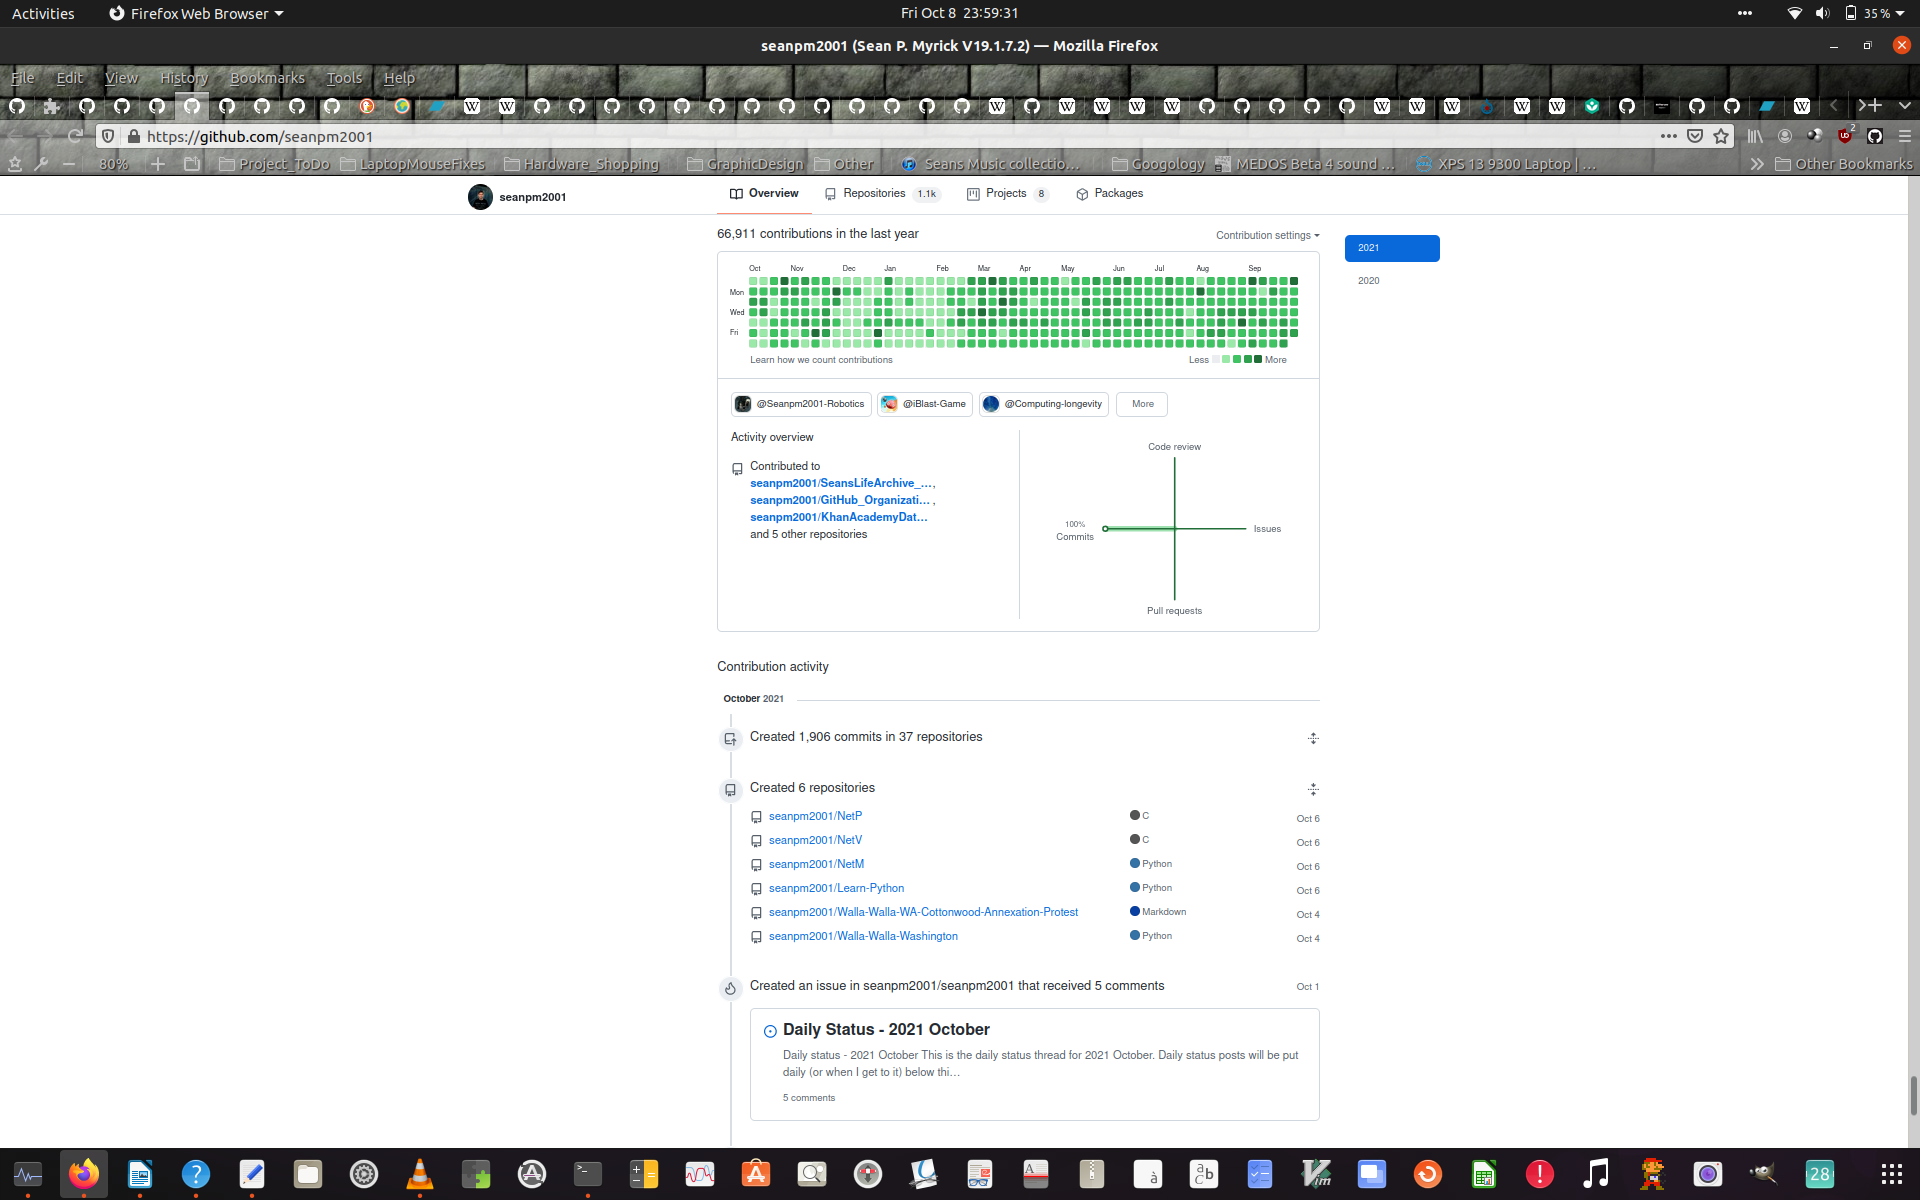 Activities
Firefox Web Browser
Fri Oct 8 23:59:31
35 %
seanpm2001 (Sean P. Myrick V19.1.7.2) — Mozilla Firefox
File Edit View History Bookmarks Tools Help
https://github.com/seanpm2001
2
80%
Project_ToDo
LaptopMouseFixes
Hardware_Shopping
GraphicDesign
Other
Seans Music collectio…
Googology
MEDOS Beta 4 sound …
XPS 13 9300 Laptop | …
Other Bookmarks
seanpm2001
Overview
Repositories 1.1k
Projects 8
Packages
66,911 contributions in the last year
Contribution settings
2021
2020
Oct Nov Dec Jan Feb Mar Apr May Jun Jul Aug Sep
Mon
Wed
Fri
Learn how we count contributions
Less More
@Seanpm2001-Robotics
@iBlast-Game
@Computing-longevity
More
Activity overview
Contributed to
seanpm2001/SeansLifeArchive_…,
seanpm2001/GitHub_Organizati… ,
seanpm2001/KhanAcademyDat…
and 5 other repositories
Code review
100%
Commits
Issues
Pull requests
Contribution activity
October 2021
Created 1,906 commits in 37 repositories
Created 6 repositories
seanpm2001/NetP C Oct 6
seanpm2001/NetV C Oct 6
seanpm2001/NetM Python Oct 6
seanpm2001/Learn-Python Python Oct 6
seanpm2001/Walla-Walla-WA-Cottonwood-Annexation-Protest Markdown Oct 4
seanpm2001/Walla-Walla-Washington Python Oct 4
Created an issue in seanpm2001/seanpm2001 that received 5 comments Oct 1
Daily Status - 2021 October
Daily status - 2021 October This is the daily status thread for 2021 October. Daily status posts will be put
daily (or when I get to it) below thi…
5 comments
28